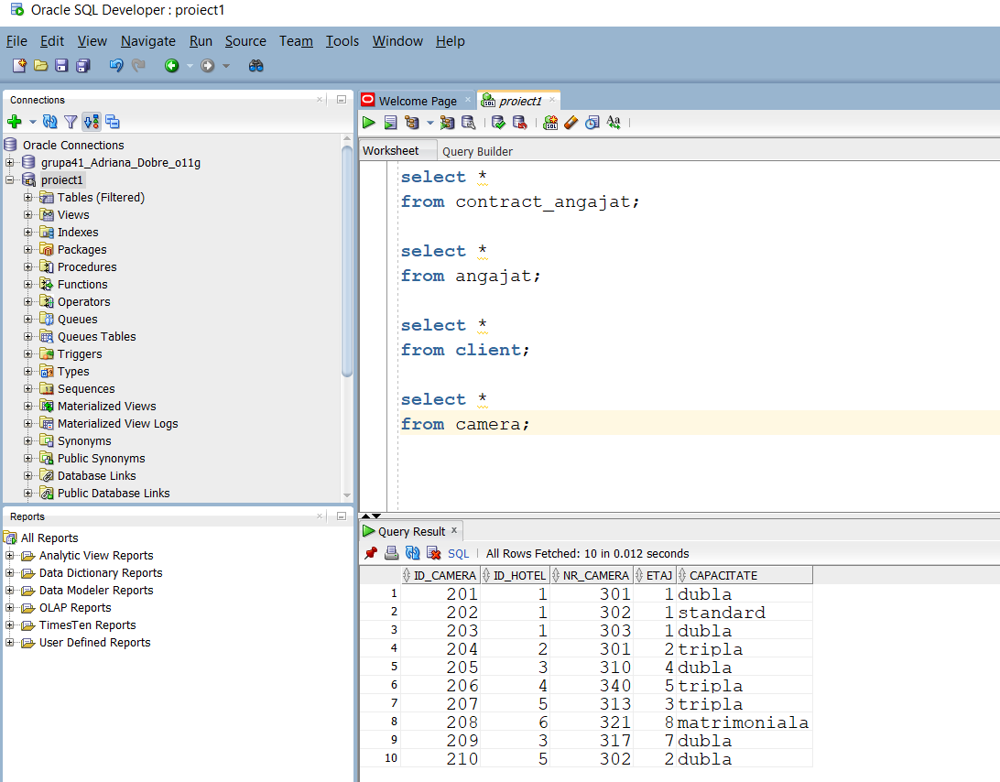 Oracle SQL Developer : proiect1
File Edit View Navigate Run Source Team Tools Window Help
Connections
Oracle Connections
grupa41_Adriana_Dobre_o11g
proiect1
Tables (Filtered)
Views
Indexes
Packages
Procedures
Functions
Operators
Queues
Queues Tables
Triggers
Types
Sequences
Materialized Views
Materialized View Logs
Synonyms
Public Synonyms
Database Links
Public Database Links
Reports
All Reports
Analytic View Reports
Data Dictionary Reports
Data Modeler Reports
OLAP Reports
TimesTen Reports
User Defined Reports
Welcome Page proiect1
Worksheet Query Builder
select *
from contract_angajat;
select *
from angajat;
select *
from client;
select *
from camera;
Query Result
SQL All Rows Fetched: 10 in 0.012 seconds
ID_CAMERA ID_HOTEL NR_CAMERA ETAJ CAPACITATE
1 201 1 301 1 dubla
2 202 1 302 1 standard
3 203 1 303 1 dubla
4 204 2 301 2 tripla
5 205 3 310 4 dubla
6 206 4 340 5 tripla
7 207 5 313 3 tripla
8 208 6 321 8 matrimoniala
9 209 3 317 7 dubla
10 210 5 302 2 dubla